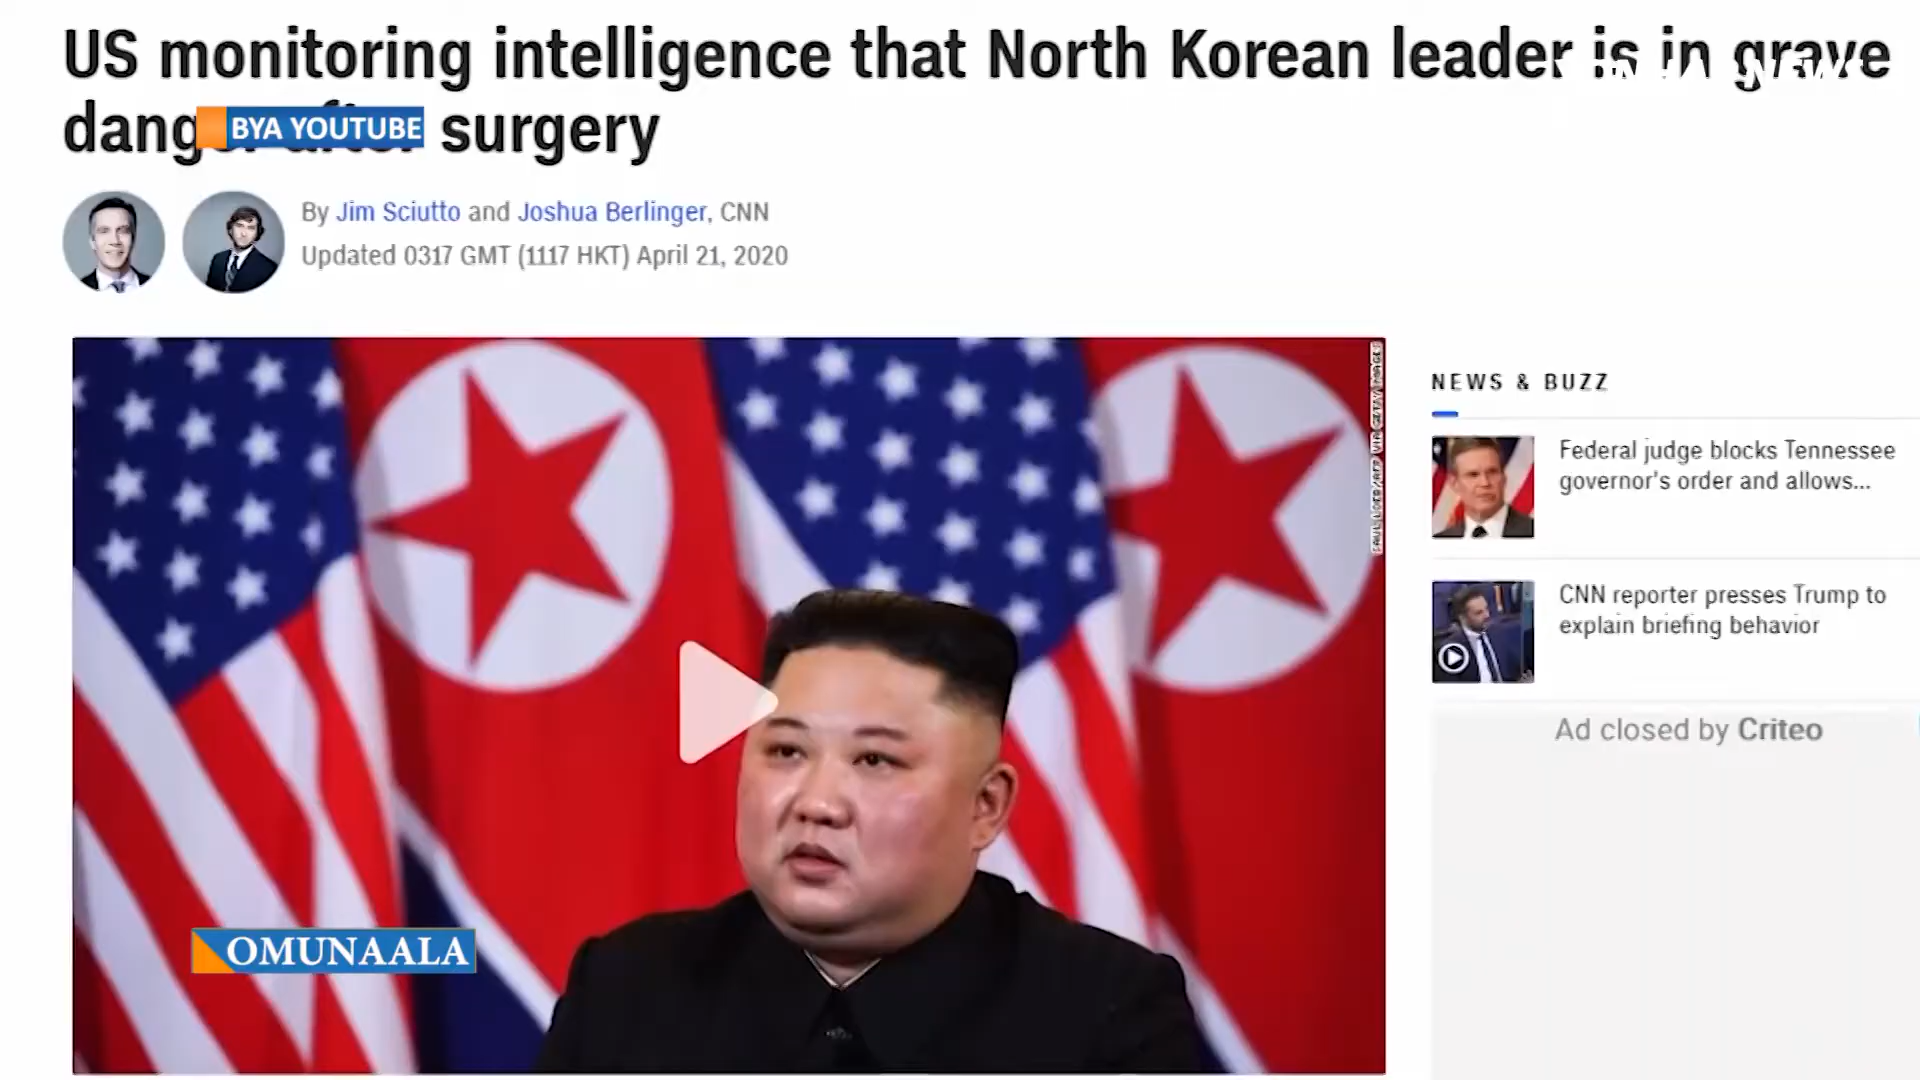 US monitoring intelligence that North Korean leader is in grave
surgery
BYA YOUTUBE
By Jim Sciutto and Joshua Berlinger, CNN
Updated 0317 GMT (1117 HKT) April 21, 2020
NEWS & BUZZ
Federal judge blocks Tennessee
governor's order and allows...
CNN reporter presses Trump to
explain briefing behavior
Ad closed by Criteo
OMUNAALA